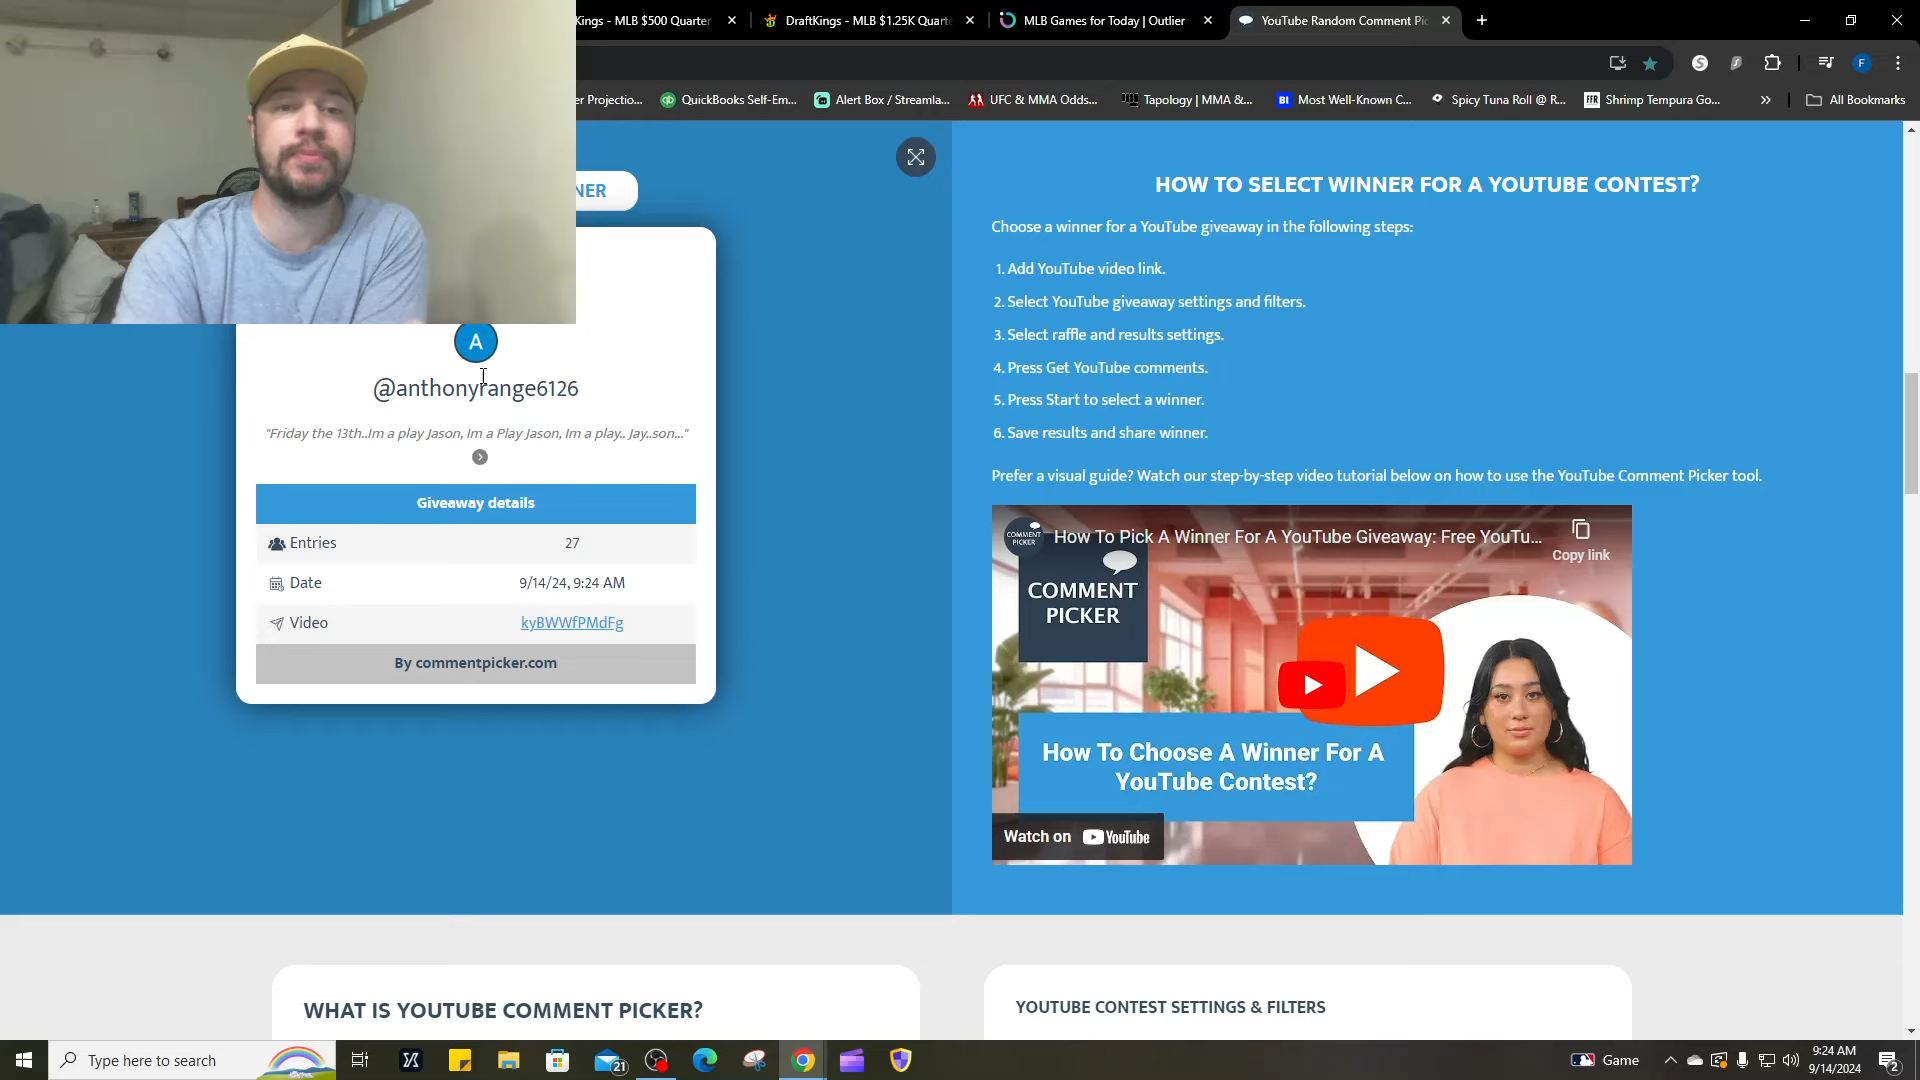 Kings - MLB $500 Quarter
DraftKings - MLB $1.25K Quarte
MLB Games for Today | Outlier
YouTube Random Comment Pic
er Projectio...
QuickBooks Self-Em...
Alert Box / Streamla...
UFC & MMA Odds...
Tapology | MMA &...
BI Most Well-Known C...
Spicy Tuna Roll @ R...
FFR Shrimp Tempura Go...
All Bookmarks
F
NER
A
@anthonyrange6126
"Friday the 13th..Im a play Jason, Im a Play Jason, Im a play.. Jay..son..."
Giveaway details
Entries 27
Date 9/14/24, 9:24 AM
Video kyBWWfPMdFg
By commentpicker.com
HOW TO SELECT WINNER FOR A YOUTUBE CONTEST?
Choose a winner for a YouTube giveaway in the following steps:
1. Add YouTube video link.
2. Select YouTube giveaway settings and filters.
3. Select raffle and results settings.
4. Press Get YouTube comments.
5. Press Start to select a winner.
6. Save results and share winner.
Prefer a visual guide? Watch our step-by-step video tutorial below on how to use the YouTube Comment Picker tool.
COMMENT PICKER
How To Pick A Winner For A YouTube Giveaway: Free YouTu...
Copy link
COMMENT
PICKER
How To Choose A Winner For A
YouTube Contest?
Watch on YouTube
WHAT IS YOUTUBE COMMENT PICKER?
YOUTUBE CONTEST SETTINGS & FILTERS
Type here to search
21
Game
9:24 AM
9/14/2024
2